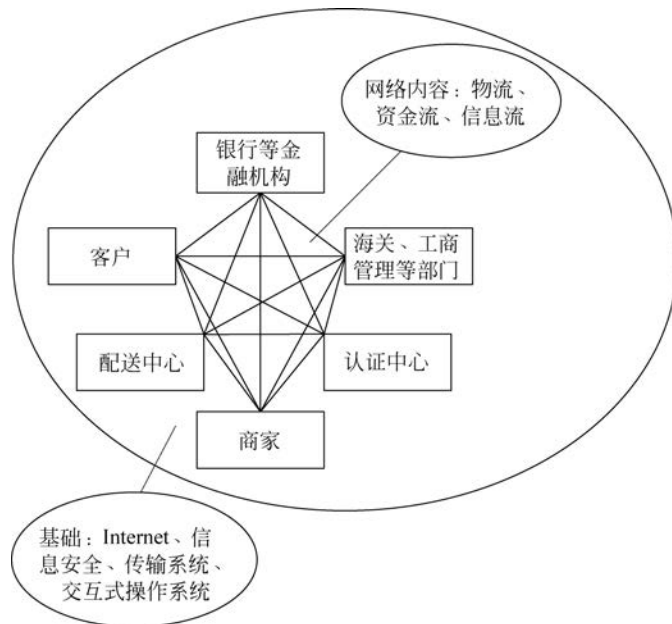 网络内容：物流、
资金流、信息流
银行等金
融机构
客户
海关、工商
管理等部门
配送中心
认证中心
商家
基础：Internet、信
息安全、传输系统、
交互式操作系统